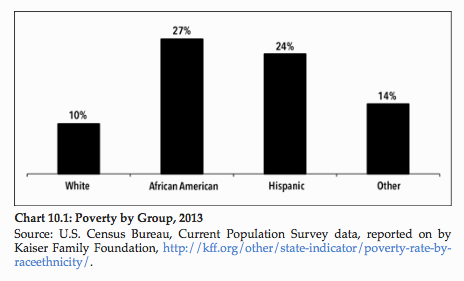 27%
24%
14%
10%
White African American Hispanic Other
Chart 10.1: Poverty by Group, 2013
Source: U.S. Census Bureau, Current Population Survey data, reported on by
Kaiser Family Foundation, http://kff.org/other/state-indicator/poverty-rate-by-
raceethnicity/.